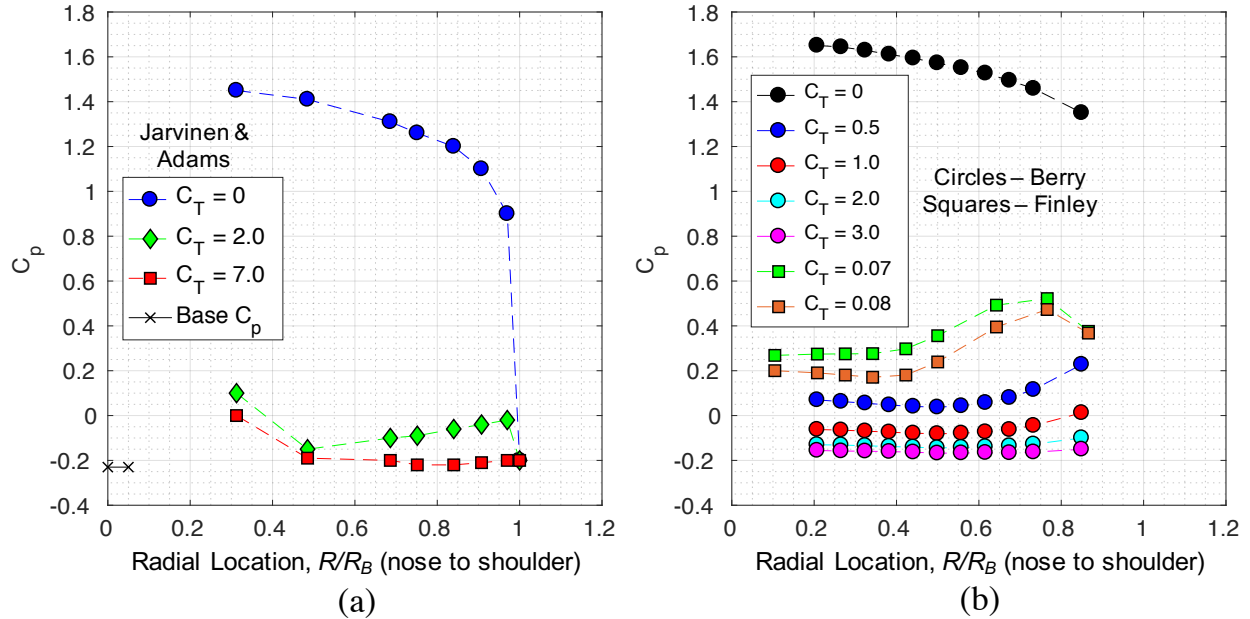 1.8
1.6
1.4
1.2
1
0.8
0.6
0.4
0.2
0
-0.2
-0.4
C_p
Jarvinen &
Adams
C_T = 0
C_T = 2.0
C_T = 7.0
Base C_p
0 0.2 0.4 0.6 0.8 1 1.2
Radial Location, R/R_B (nose to shoulder)
(a)
1.8
1.6
1.4
1.2
1
0.8
0.6
0.4
0.2
0
-0.2
-0.4
C_p
C_T = 0
C_T = 0.5
C_T = 1.0
C_T = 2.0
C_T = 3.0
C_T = 0.07
C_T = 0.08
Circles – Berry
Squares – Finley
0 0.2 0.4 0.6 0.8 1 1.2
Radial Location, R/R_B (nose to shoulder)
(b)